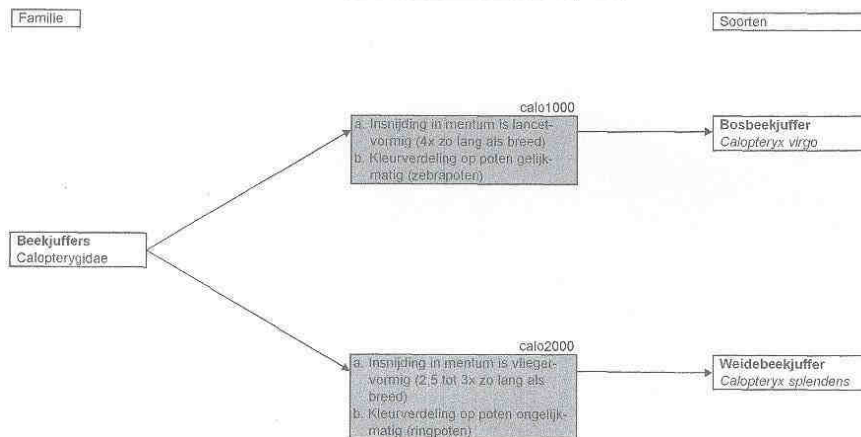 Familie
Soorten
calo1000
a. Insnijding in mentum is lancet-
vormig (4x zo lang als breed)
b. Kleurverdeling op poten gelijk-
matig (zebrapoten)
Bosbeekjuffer
Calopteryx virgo
Beekjuffers
Calopterygidae
calo2000
a. Insnijding in mentum is vlieger-
vormig (2,5 tot 3x zo lang als
breed)
b. Kleurverdeling op poten ongelijk-
matig (ringpoten)
Weidebeekjuffer
Calopteryx splendens